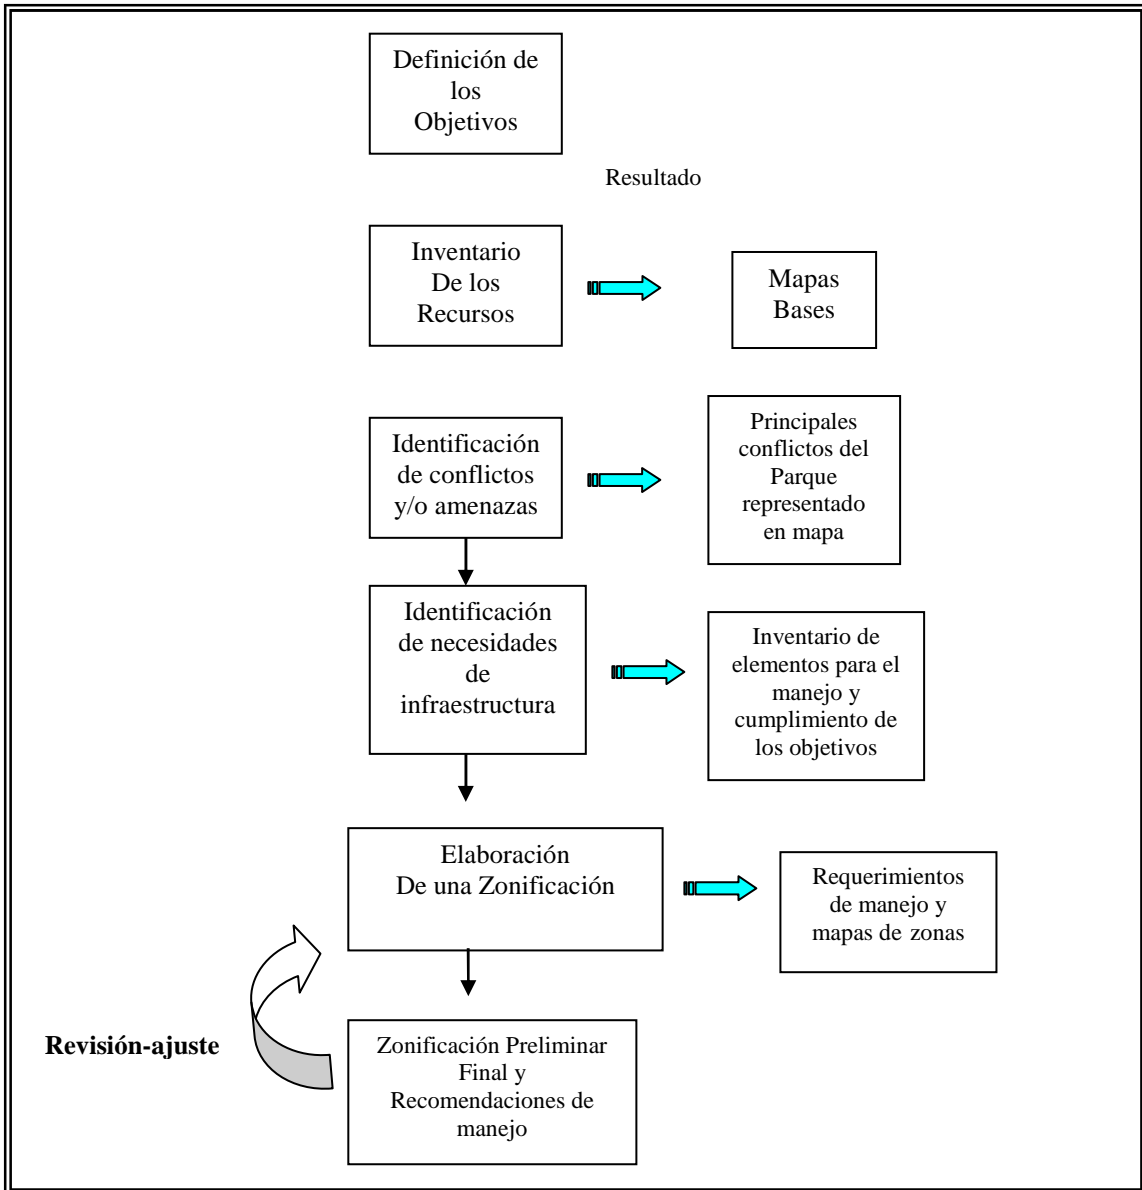 Definición de
los
Objetivos
Resultado
Inventario
De los
Recursos
Mapas
Bases
Identificación
de conflictos
y/o amenazas
Principales
conflictos del
Parque
representado
en mapa
Identificación
de necesidades
de
infraestructura
Inventario de
elementos para el
manejo y
cumplimiento de
los objetivos
Elaboración
De una Zonificación
Requerimientos
de manejo y
mapas de zonas
Revisión-ajuste
Zonificación Preliminar
Final y
Recomendaciones de
manejo